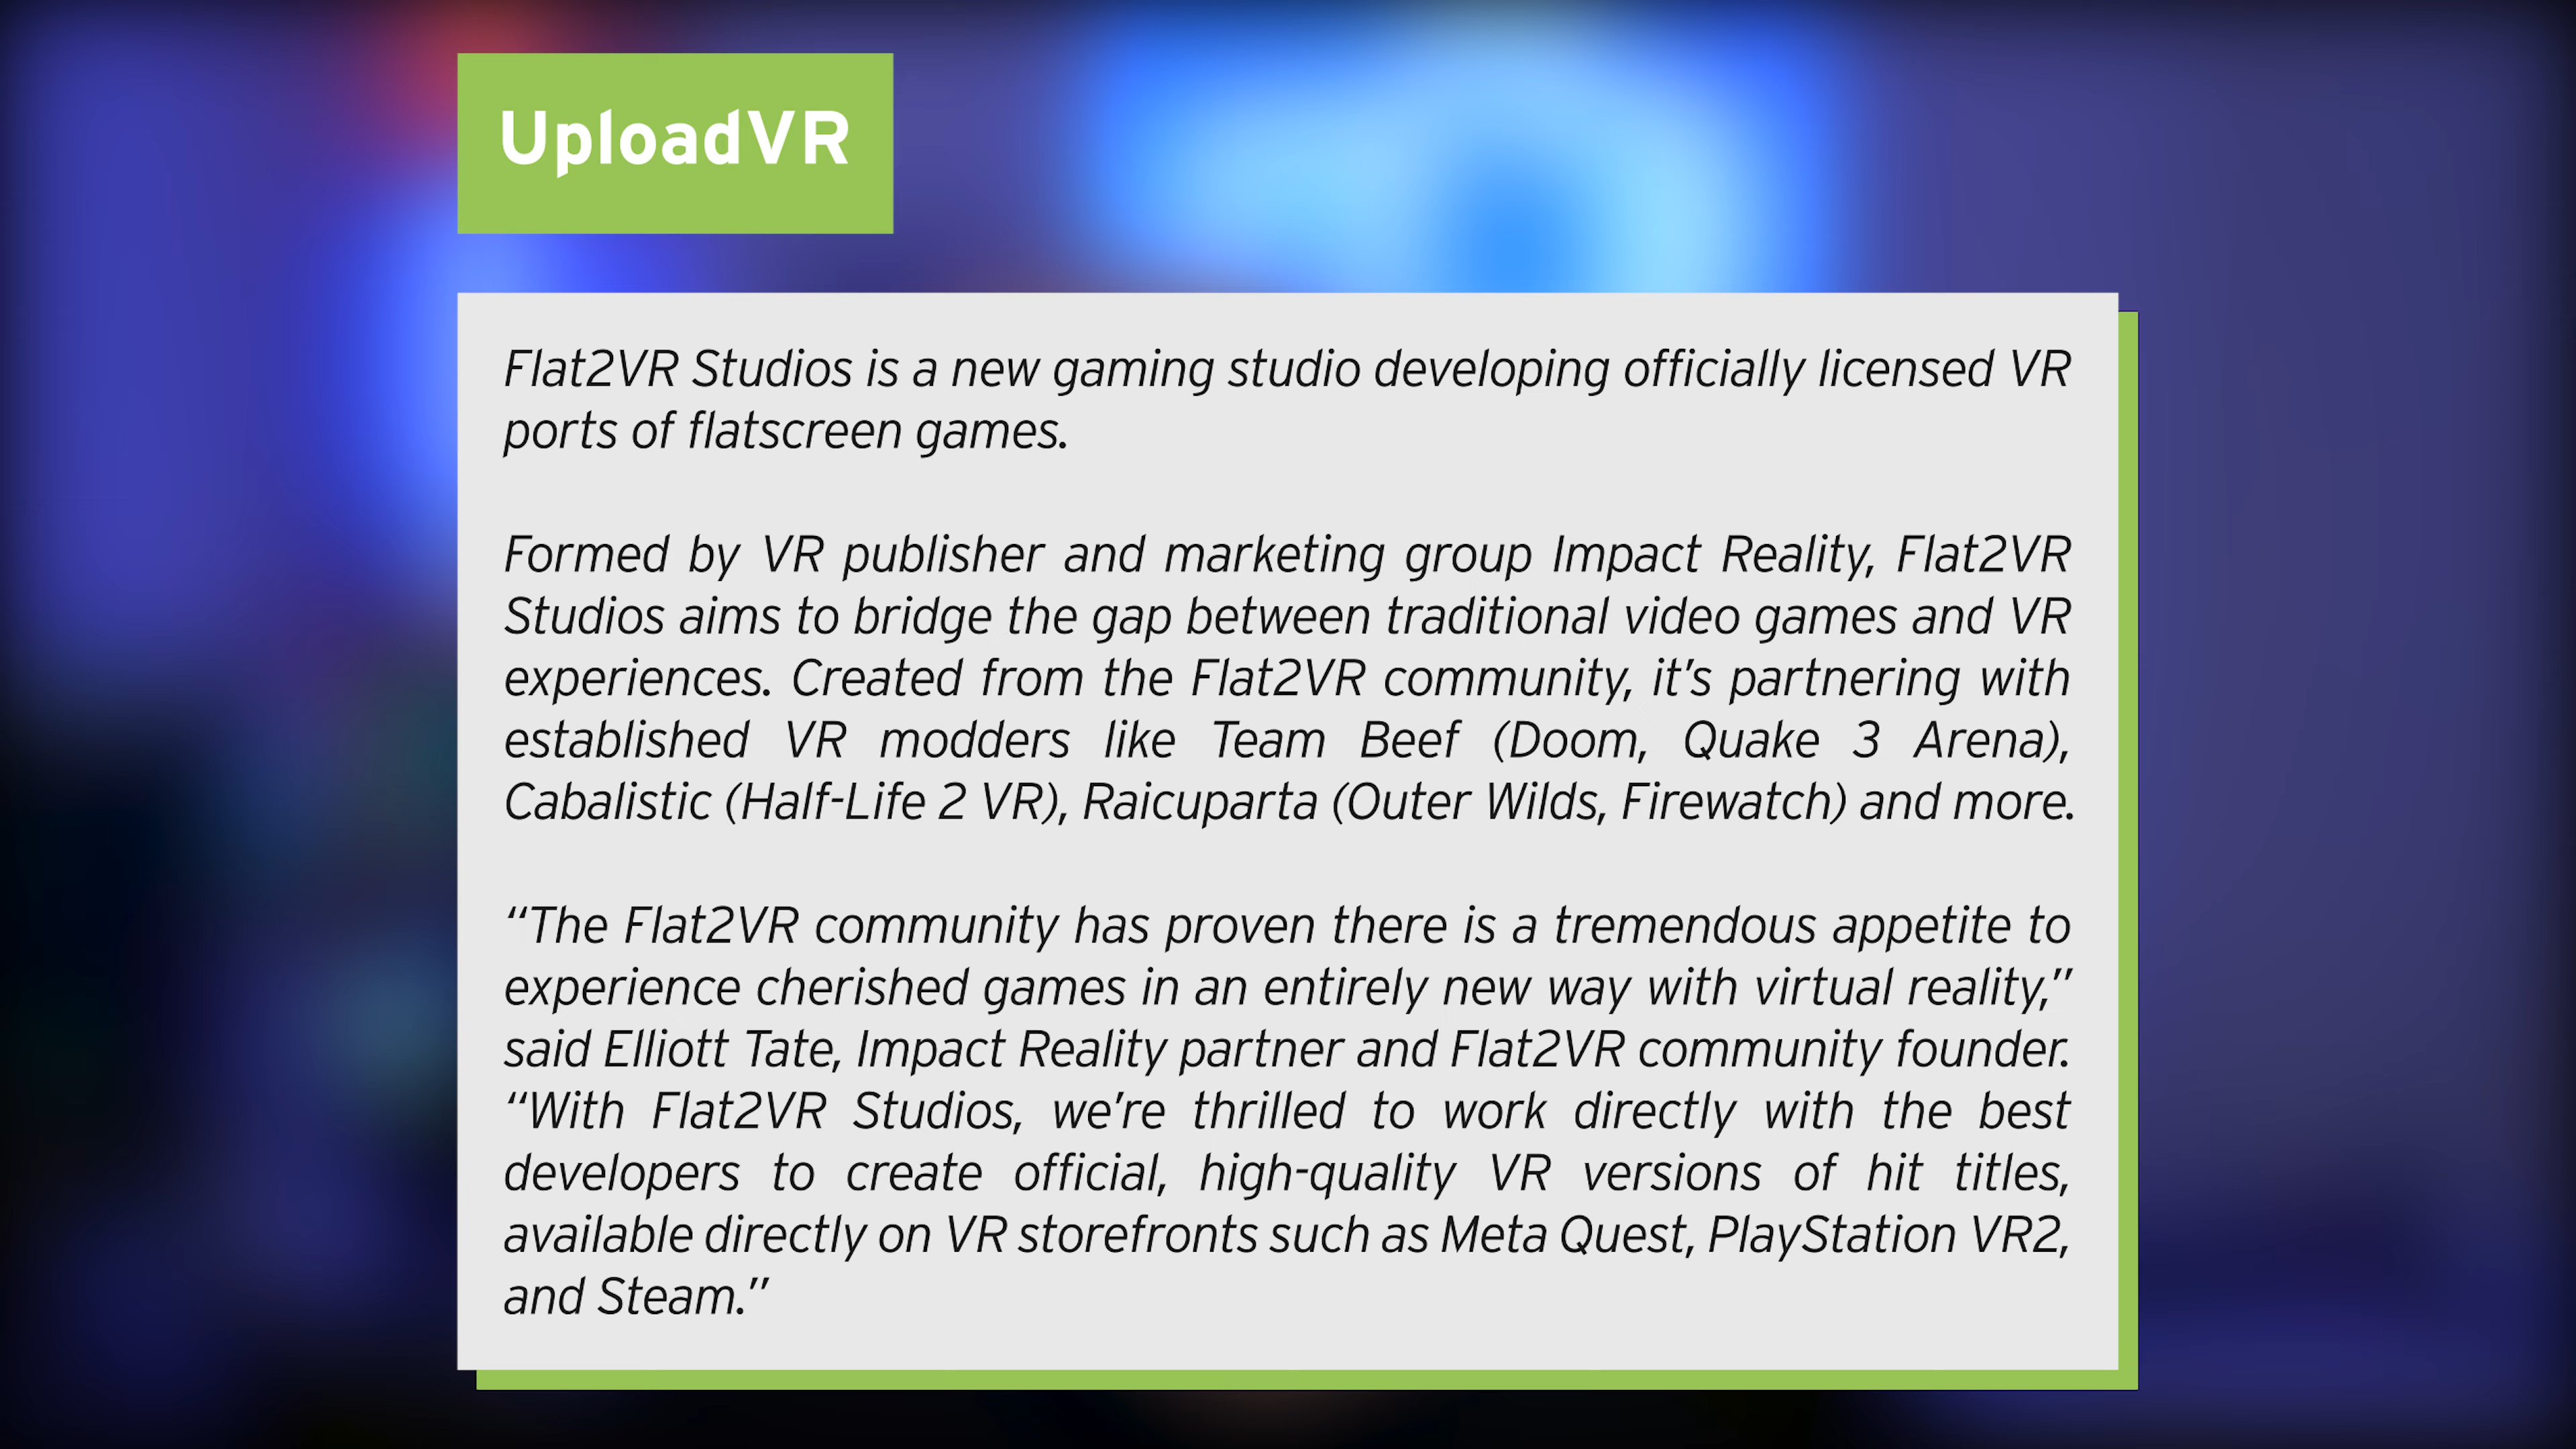 UploadVR
Flat2VR Studios is a new gaming studio developing officially licensed VR
ports of flatscreen games.
Formed by VR publisher and marketing group Impact Reality, Flat2VR
Studios aims to bridge the gap between traditional video games and VR
experiences. Created from the Flat2VR community, it’s partnering with
established VR modders like Team Beef (Doom, Quake 3 Arena),
Cabalistic (Half-Life 2 VR), Raicuparta (Outer Wilds, Firewatch) and more.
“The Flat2VR community has proven there is a tremendous appetite to
experience cherished games in an entirely new way with virtual reality,”
said Elliott Tate, Impact Reality partner and Flat2VR community founder.
“With Flat2VR Studios, we’re thrilled to work directly with the best
developers to create official, high-quality VR versions of hit titles,
available directly on VR storefronts such as Meta Quest, PlayStation VR2,
and Steam.”